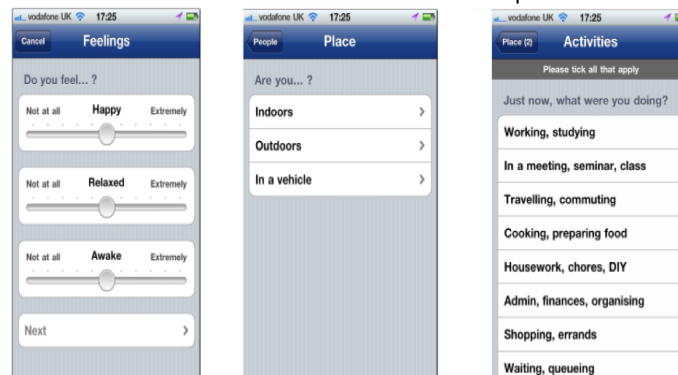 vodafone UK 17:25
Cancel Feelings
Do you feel... ?
Not at all Happy Extremely
Not at all Relaxed Extremely
Not at all Awake Extremely
Next
vodafone UK 17:25
People Place
Are you... ?
Indoors
Outdoors
In a vehicle
vodafone UK 17:25
Place (2) Activities
Please tick all that apply
Just now, what were you doing?
Working, studying
In a meeting, seminar, class
Travelling, commuting
Cooking, preparing food
Housework, chores, DIY
Admin, finances, organising
Shopping, errands
Waiting, queueing